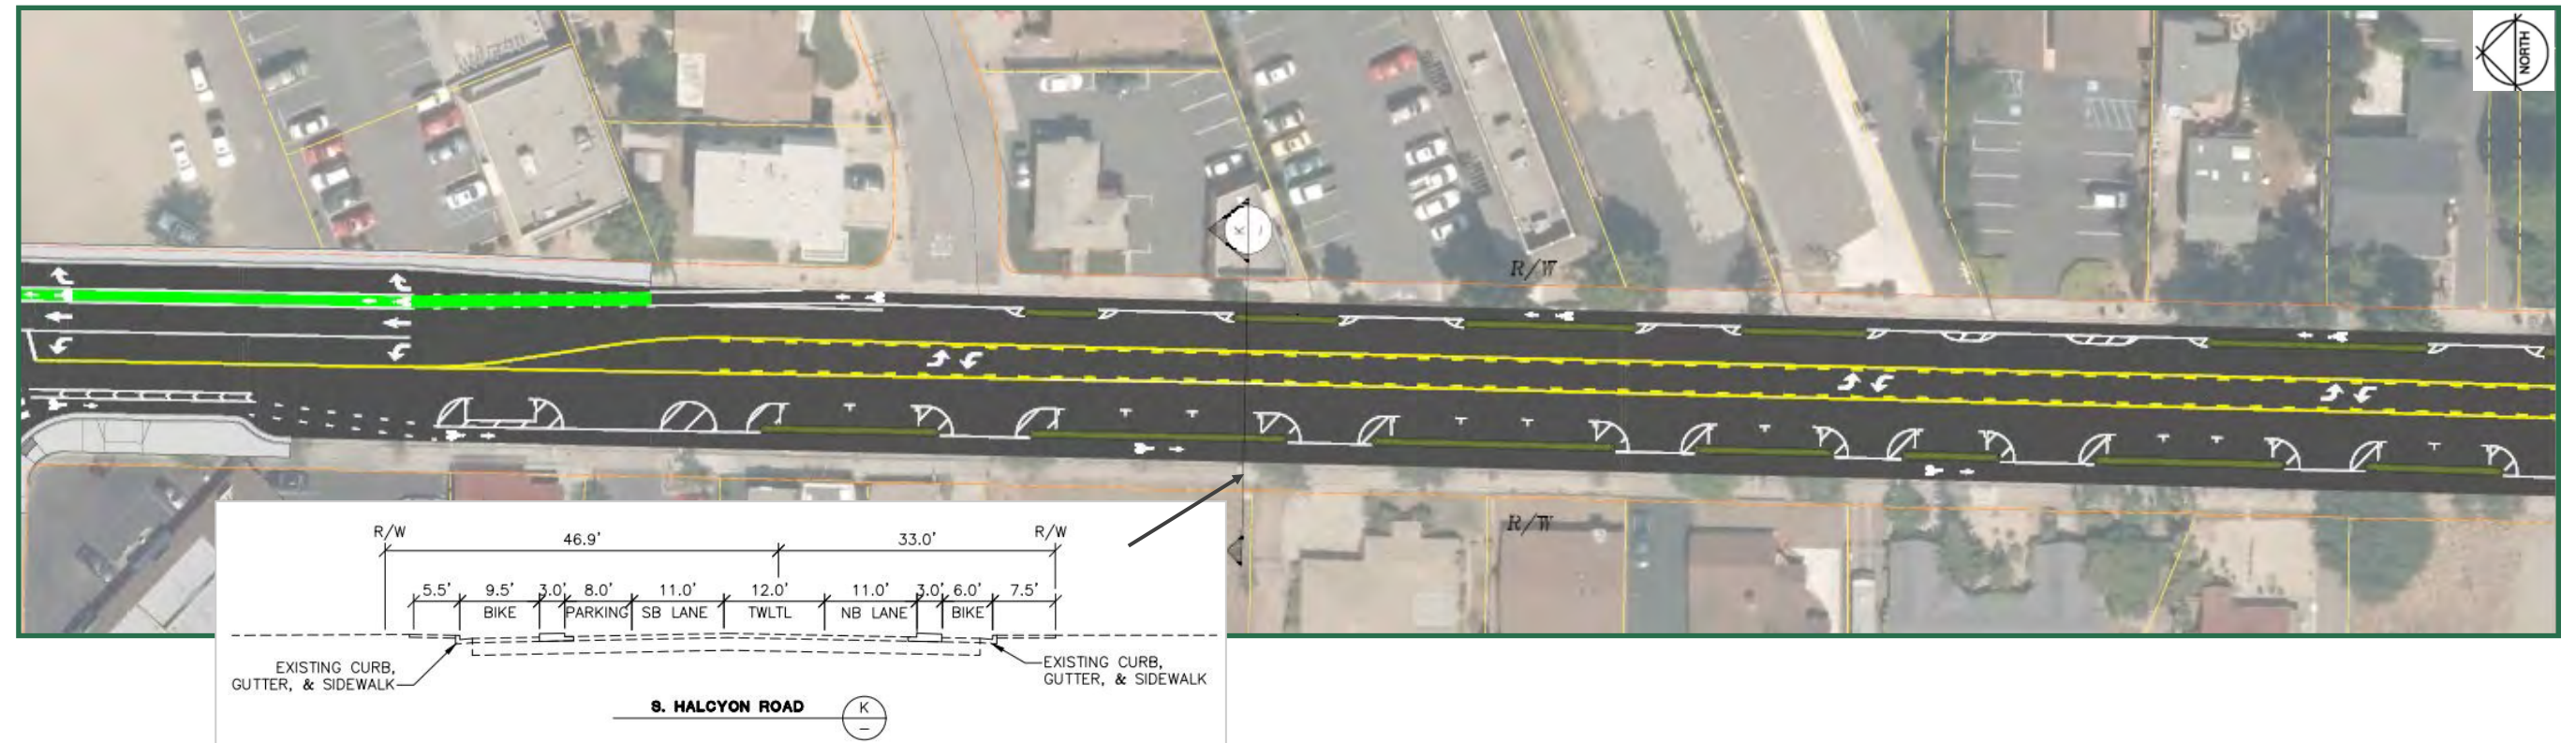 NORTH
K
–
R/W
R/W
R/W
R/W
46.9'
33.0'
5.5' 9.5' 3.0' 8.0' 11.0' 12.0' 11.0' 3.0' 6.0' 7.5'
BIKE PARKING SB LANE TWLTL NB LANE BIKE
EXISTING CURB,
GUTTER, & SIDEWALK
EXISTING CURB,
GUTTER, & SIDEWALK
S. HALCYON ROAD
K
–